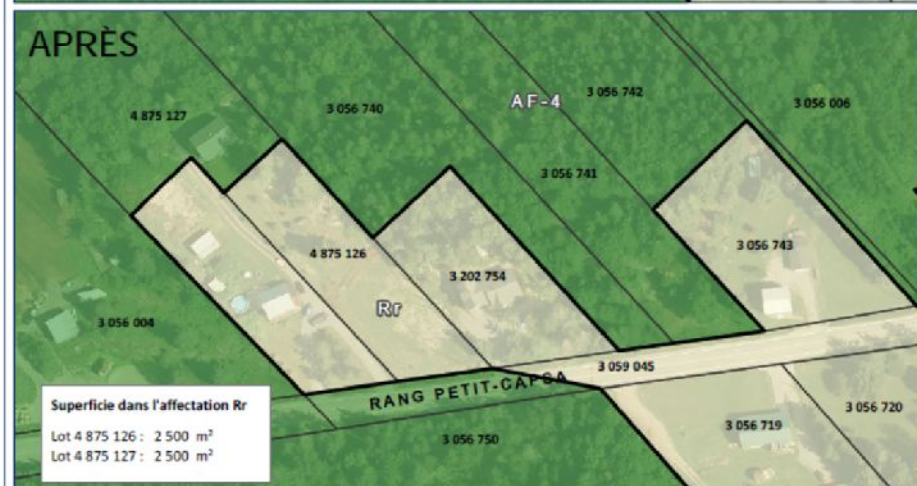 APRÈS
4 875 127
3 056 740
AF-4
3 056 742
3 056 006
3 056 741
4 875 126
3 202 754
3 056 743
Rr
3 056 004
3 059 045
RANG PETIT-CAPSA
3 056 720
3 056 719
3 056 750
Superficie dans l'affectation Rr
Lot 4 875 126 : 2 500 m²
Lot 4 875 127 : 2 500 m²